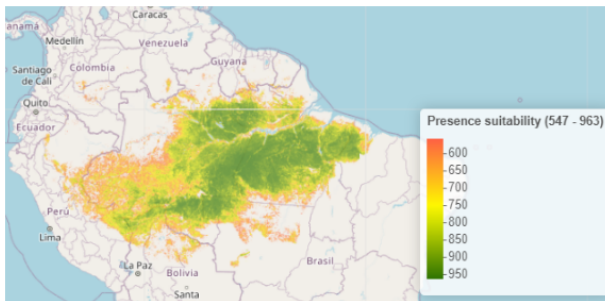 Caracas
Panamá
Medellín
Venezuela
Santiago
de Cali
Colombia
Guyana
Quito
Ecuador
Perú
Lima
La Paz
Bolivia
Santa
Brasil
Presence suitability (547 - 963)
600
650
700
750
800
850
900
950